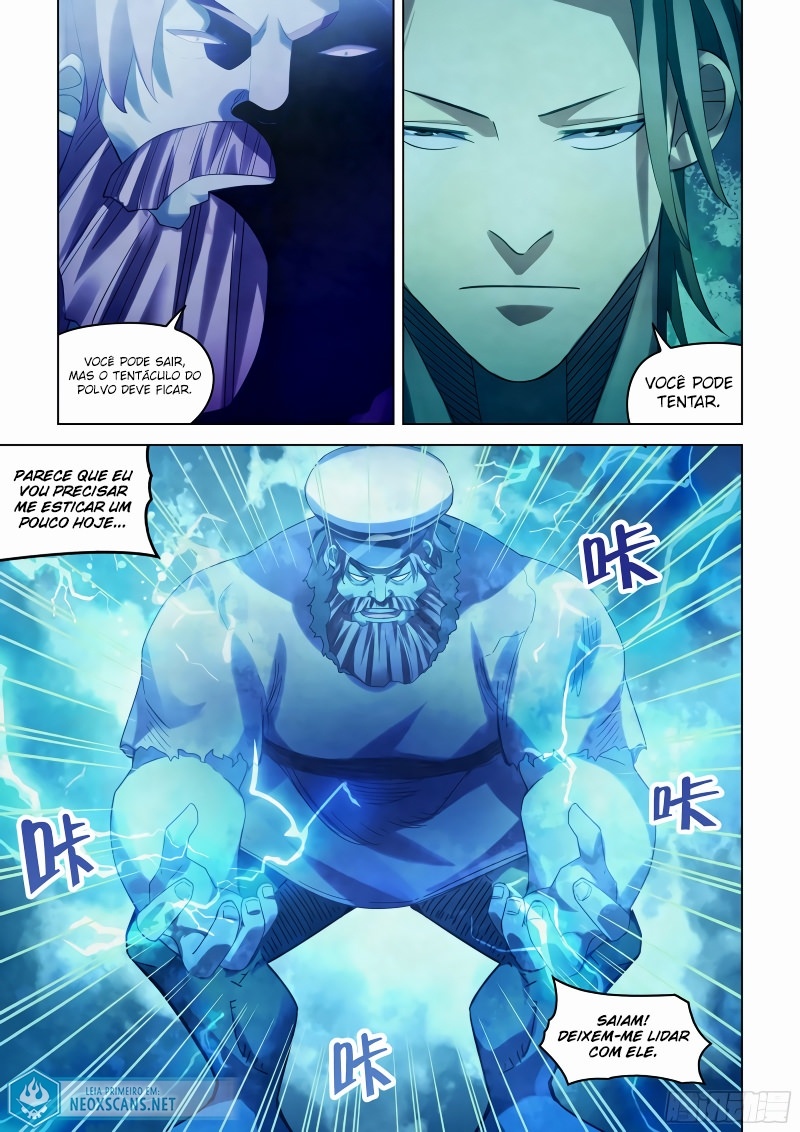 VOCÊ PODE SAIR,
MAS O TENTÁCULO DO
POLVO DEVE FICAR.
VOCÊ PODE
TENTAR.
PARECE QUE EU
VOU PRECISAR
ME ESTICAR UM
POUCO HOJE...
咔
咔
咔
咔
SAIAM!
DEIXEM-ME LIDAR
COM ELE.
LEIA PRIMEIRO EM:
NEOXSCANS.NET